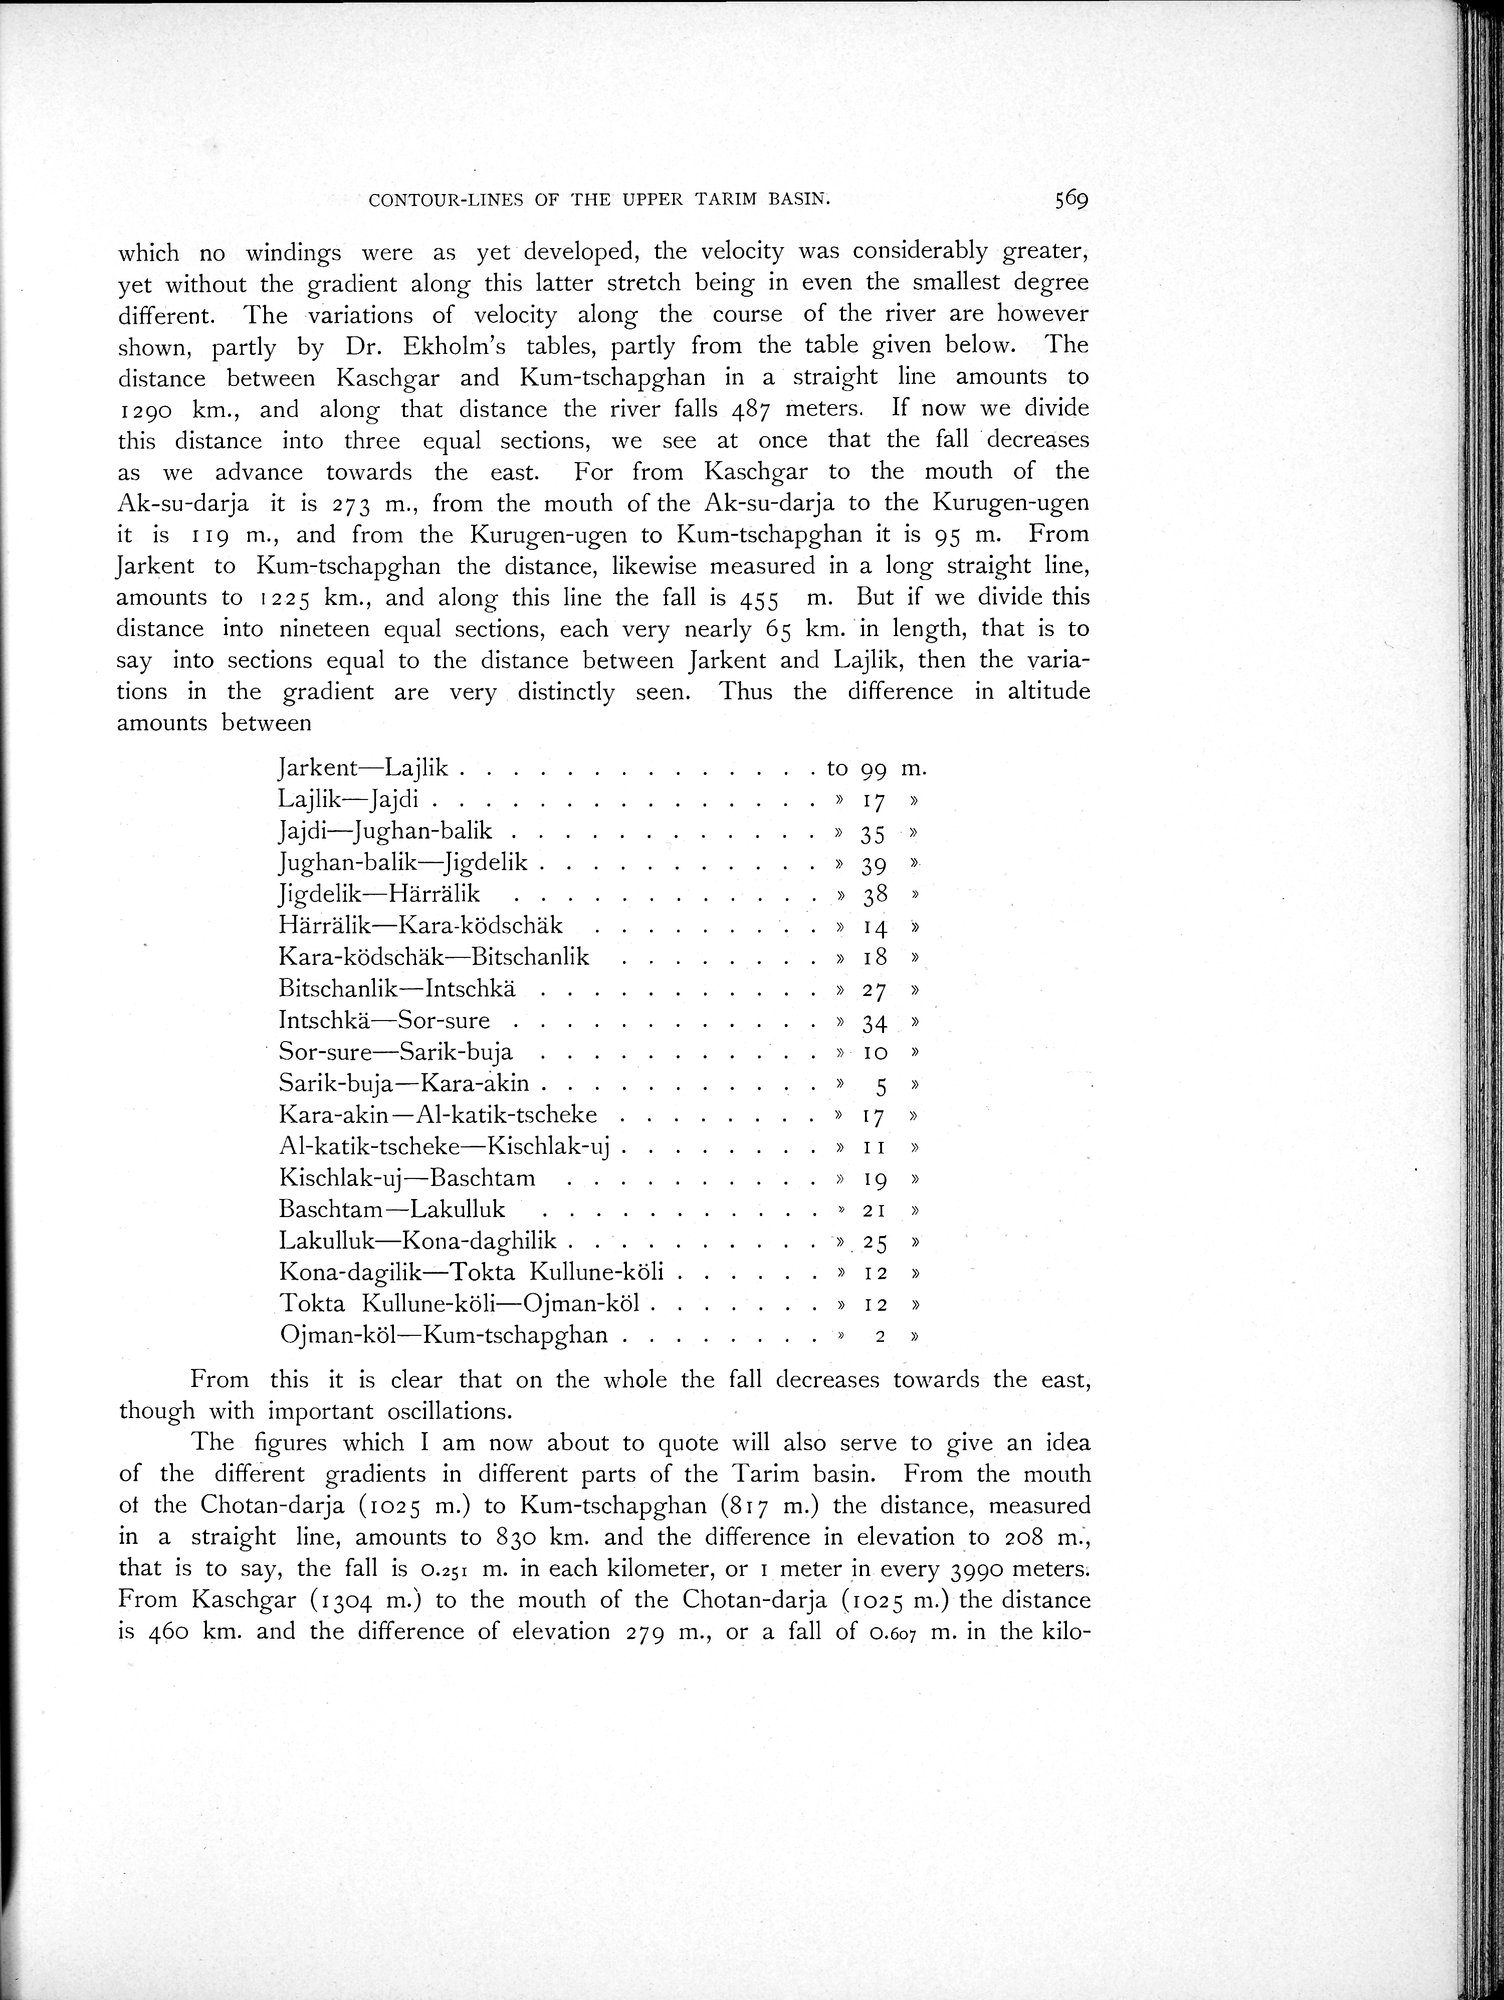 CONTOUR-LINES OF THE UPPER TARIM BASIN. 569
which no windings were as yet developed, the velocity was considerably greater,
yet without the gradient along this latter stretch being in even the smallest degree
different. The variations of velocity along the course of the river are however
shown, partly by Dr. Ekholm's tables, partly from the table given below. The
distance between Kaschgar and Kum-tschapghan in a straight line amounts to
1290 km., and along that distance the river falls 487 meters. If now we divide
this distance into three equal sections, we see at once that the fall decreases
as we advance towards the east. For from Kaschgar to the mouth of the
Ak-su-darja it is 273 m., from the mouth of the Ak-su-darja to the Kurugen-ugen
it is 119 m., and from the Kurugen-ugen to Kum-tschapghan it is 95 m. From
Jarkent to Kum-tschapghan the distance, likewise measured in a long straight line,
amounts to 1225 km., and along this line the fall is 455 m. But if we divide this
distance into nineteen equal sections, each very nearly 65 km. in length, that is to
say into sections equal to the distance between Jarkent and Lajlik, then the varia-
tions in the gradient are very distinctly seen. Thus the difference in altitude
amounts between
Jarkent—Lajlik . . . . . . . . . . . . . . to 99 m.
Lajlik—Jajdi . . . . . . . . . . . . . . . » 17 »
Jajdi—Jughan-balik . . . . . . . . . . . . » 35 »
Jughan-balik—Jigdelik . . . . . . . . . . . » 39 »
Jigdelik—Härrälik . . . . . . . . . . . . » 38 »
Härrälik—Kara-ködschäk . . . . . . . . . » 14 »
Kara-ködschäk—Bitschanlik . . . . . . . . » 18 »
Bitschanlik—Intschkä . . . . . . . . . . . » 27 »
Intschkä—Sor-sure . . . . . . . . . . . . » 34 »
Sor-sure—Sarik-buja . . . . . . . . . . . » 10 »
Sarik-buja—Kara-akin . . . . . . . . . . . » 5 »
Kara-akin—Al-katik-tscheke . . . . . . . . » 17 »
Al-katik-tscheke—Kischlak-uj . . . . . . . . » 11 »
Kischlak-uj—Baschtam . . . . . . . . . . » 19 »
Baschtam—Lakulluk . . . . . . . . . . . » 21 »
Lakulluk—Kona-daghilik . . . . . . . . . . » 25 »
Kona-dagilik—Tokta Kullune-köli . . . . . . » 12 »
Tokta Kullune-köli—Ojman-köl . . . . . . . » 12 »
Ojman-köl—Kum-tschapghan . . . . . . . . » 2 »
From this it is clear that on the whole the fall decreases towards the east,
though with important oscillations.
The figures which I am now about to quote will also serve to give an idea
of the different gradients in different parts of the Tarim basin. From the mouth
of the Chotan-darja (1025 m.) to Kum-tschapghan (817 m.) the distance, measured
in a straight line, amounts to 830 km. and the difference in elevation to 208 m.,
that is to say, the fall is 0.251 m. in each kilometer, or 1 meter in every 3990 meters.
From Kaschgar (1304 m.) to the mouth of the Chotan-darja (1025 m.) the distance
is 460 km. and the difference of elevation 279 m., or a fall of 0.607 m. in the kilo-